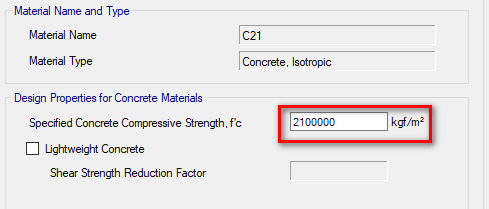 Material Name and Type
Material Name C21
Material Type Concrete, Isotropic
Design Properties for Concrete Materials
Specified Concrete Compressive Strength, f'c 2100000 kgf/m²
Lightweight Concrete
Shear Strength Reduction Factor